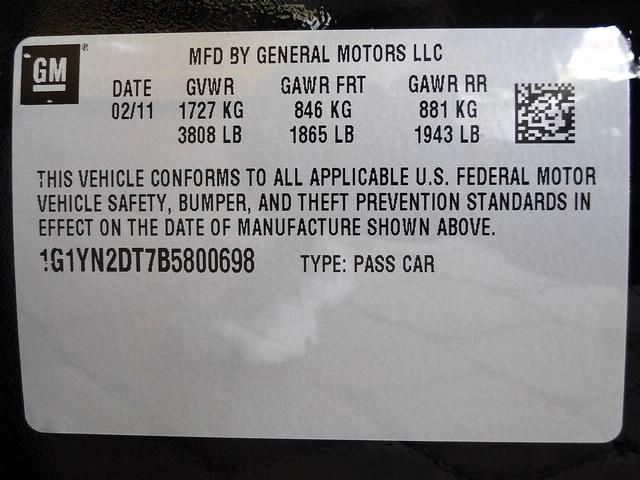 GM ®
MFD BY GENERAL MOTORS LLC
DATE GVWR GAWR FRT GAWR RR
02/11 1727 KG 846 KG 881 KG
3808 LB 1865 LB 1943 LB
THIS VEHICLE CONFORMS TO ALL APPLICABLE U.S. FEDERAL MOTOR
VEHICLE SAFETY, BUMPER, AND THEFT PREVENTION STANDARDS IN
EFFECT ON THE DATE OF MANUFACTURE SHOWN ABOVE.
1G1YN2DT7B5800698 TYPE: PASS CAR